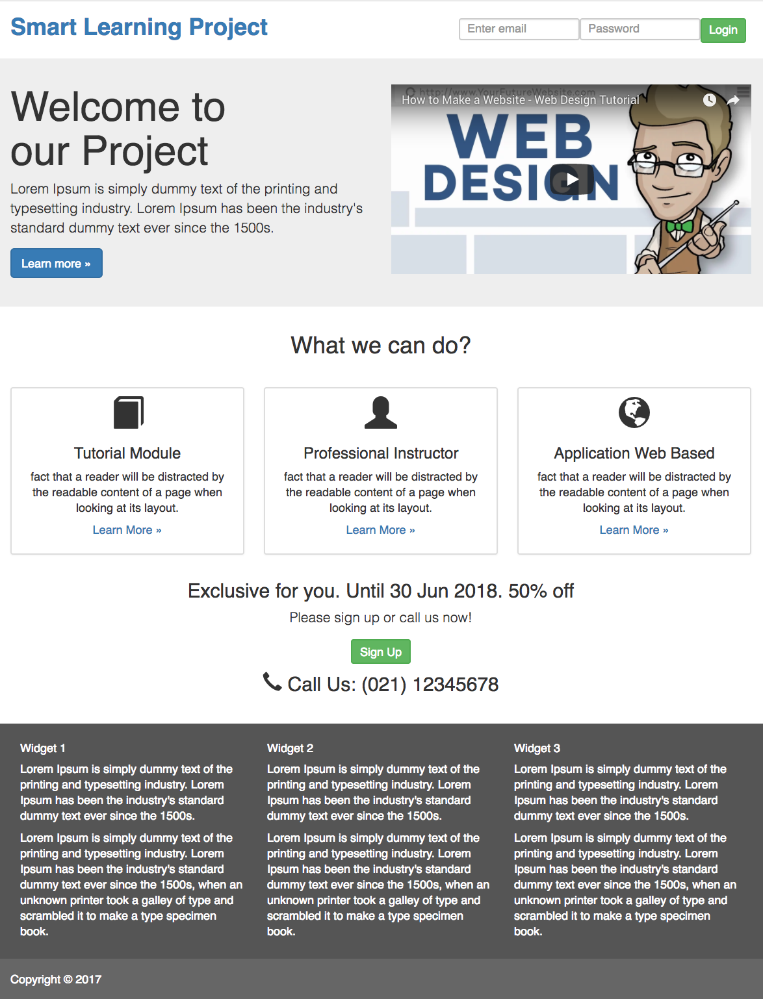 Smart Learning Project
Enter email
Password
Login
Welcome to
our Project
Lorem Ipsum is simply dummy text of the printing and
typesetting industry. Lorem Ipsum has been the industry's
standard dummy text ever since the 1500s.
Learn more »
http://www.YourFutureWebsite.com
How to Make a Website - Web Design Tutorial
WEB
DESIGN
What we can do?
Tutorial Module
fact that a reader will be distracted by
the readable content of a page when
looking at its layout.
Learn More »
Professional Instructor
fact that a reader will be distracted by
the readable content of a page when
looking at its layout.
Learn More »
Application Web Based
fact that a reader will be distracted by
the readable content of a page when
looking at its layout.
Learn More »
Exclusive for you. Until 30 Jun 2018. 50% off
Please sign up or call us now!
Sign Up
Call Us: (021) 12345678
Widget 1
Lorem Ipsum is simply dummy text of the
printing and typesetting industry. Lorem
Ipsum has been the industry's standard
dummy text ever since the 1500s.
Lorem Ipsum is simply dummy text of the
printing and typesetting industry. Lorem
Ipsum has been the industry's standard
dummy text ever since the 1500s, when an
unknown printer took a galley of type and
scrambled it to make a type specimen
book.
Widget 2
Lorem Ipsum is simply dummy text of the
printing and typesetting industry. Lorem
Ipsum has been the industry's standard
dummy text ever since the 1500s.
Lorem Ipsum is simply dummy text of the
printing and typesetting industry. Lorem
Ipsum has been the industry's standard
dummy text ever since the 1500s, when an
unknown printer took a galley of type and
scrambled it to make a type specimen
book.
Widget 3
Lorem Ipsum is simply dummy text of the
printing and typesetting industry. Lorem
Ipsum has been the industry's standard
dummy text ever since the 1500s.
Lorem Ipsum is simply dummy text of the
printing and typesetting industry. Lorem
Ipsum has been the industry's standard
dummy text ever since the 1500s, when an
unknown printer took a galley of type and
scrambled it to make a type specimen
book.
Copyright © 2017